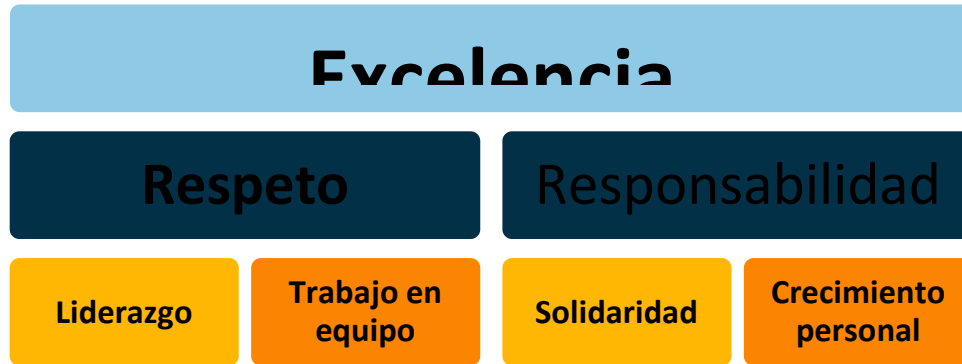 Excelencia
Respeto
Responsabilidad
Liderazgo
Trabajo en
equipo
Solidaridad
Crecimiento
personal